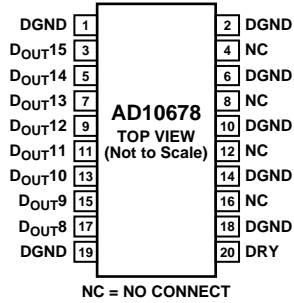 DGND 1 2 DGND
DOUT15 3 4 NC
DOUT14 5 6 DGND
DOUT13 7 8 NC
DOUT12 9 10 DGND
DOUT11 11 12 NC
DOUT10 13 14 DGND
DOUT9 15 16 NC
DOUT8 17 18 DGND
DGND 19 20 DRY
AD10678
TOP VIEW
(Not to Scale)
NC = NO CONNECT